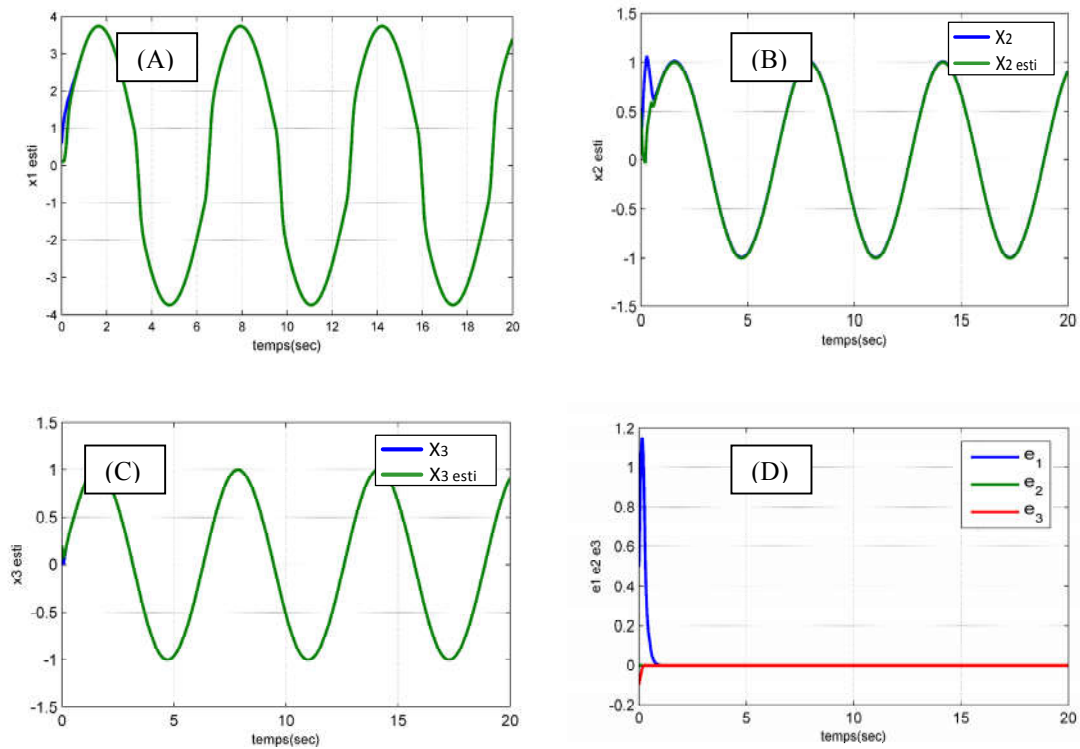 4
3
2
1
0
-1
-2
-3
-4
(A)
x1 esti
0 2 4 6 8 10 12 14 16 18 20
temps(sec)
1.5
1
0.5
0
-0.5
-1
-1.5
(B)
X2
X2 esti
x2 esti
0 5 10 15 20
temps(sec)
1.5
1
0.5
0
-0.5
-1
-1.5
(C)
X3
X3 esti
x3 esti
0 5 10 15 20
temps(sec)
1.2
1
0.8
0.6
0.4
0.2
0
-0.2
(D)
e1
e2
e3
e1 e2 e3
0 5 10 15 20
temps(sec)